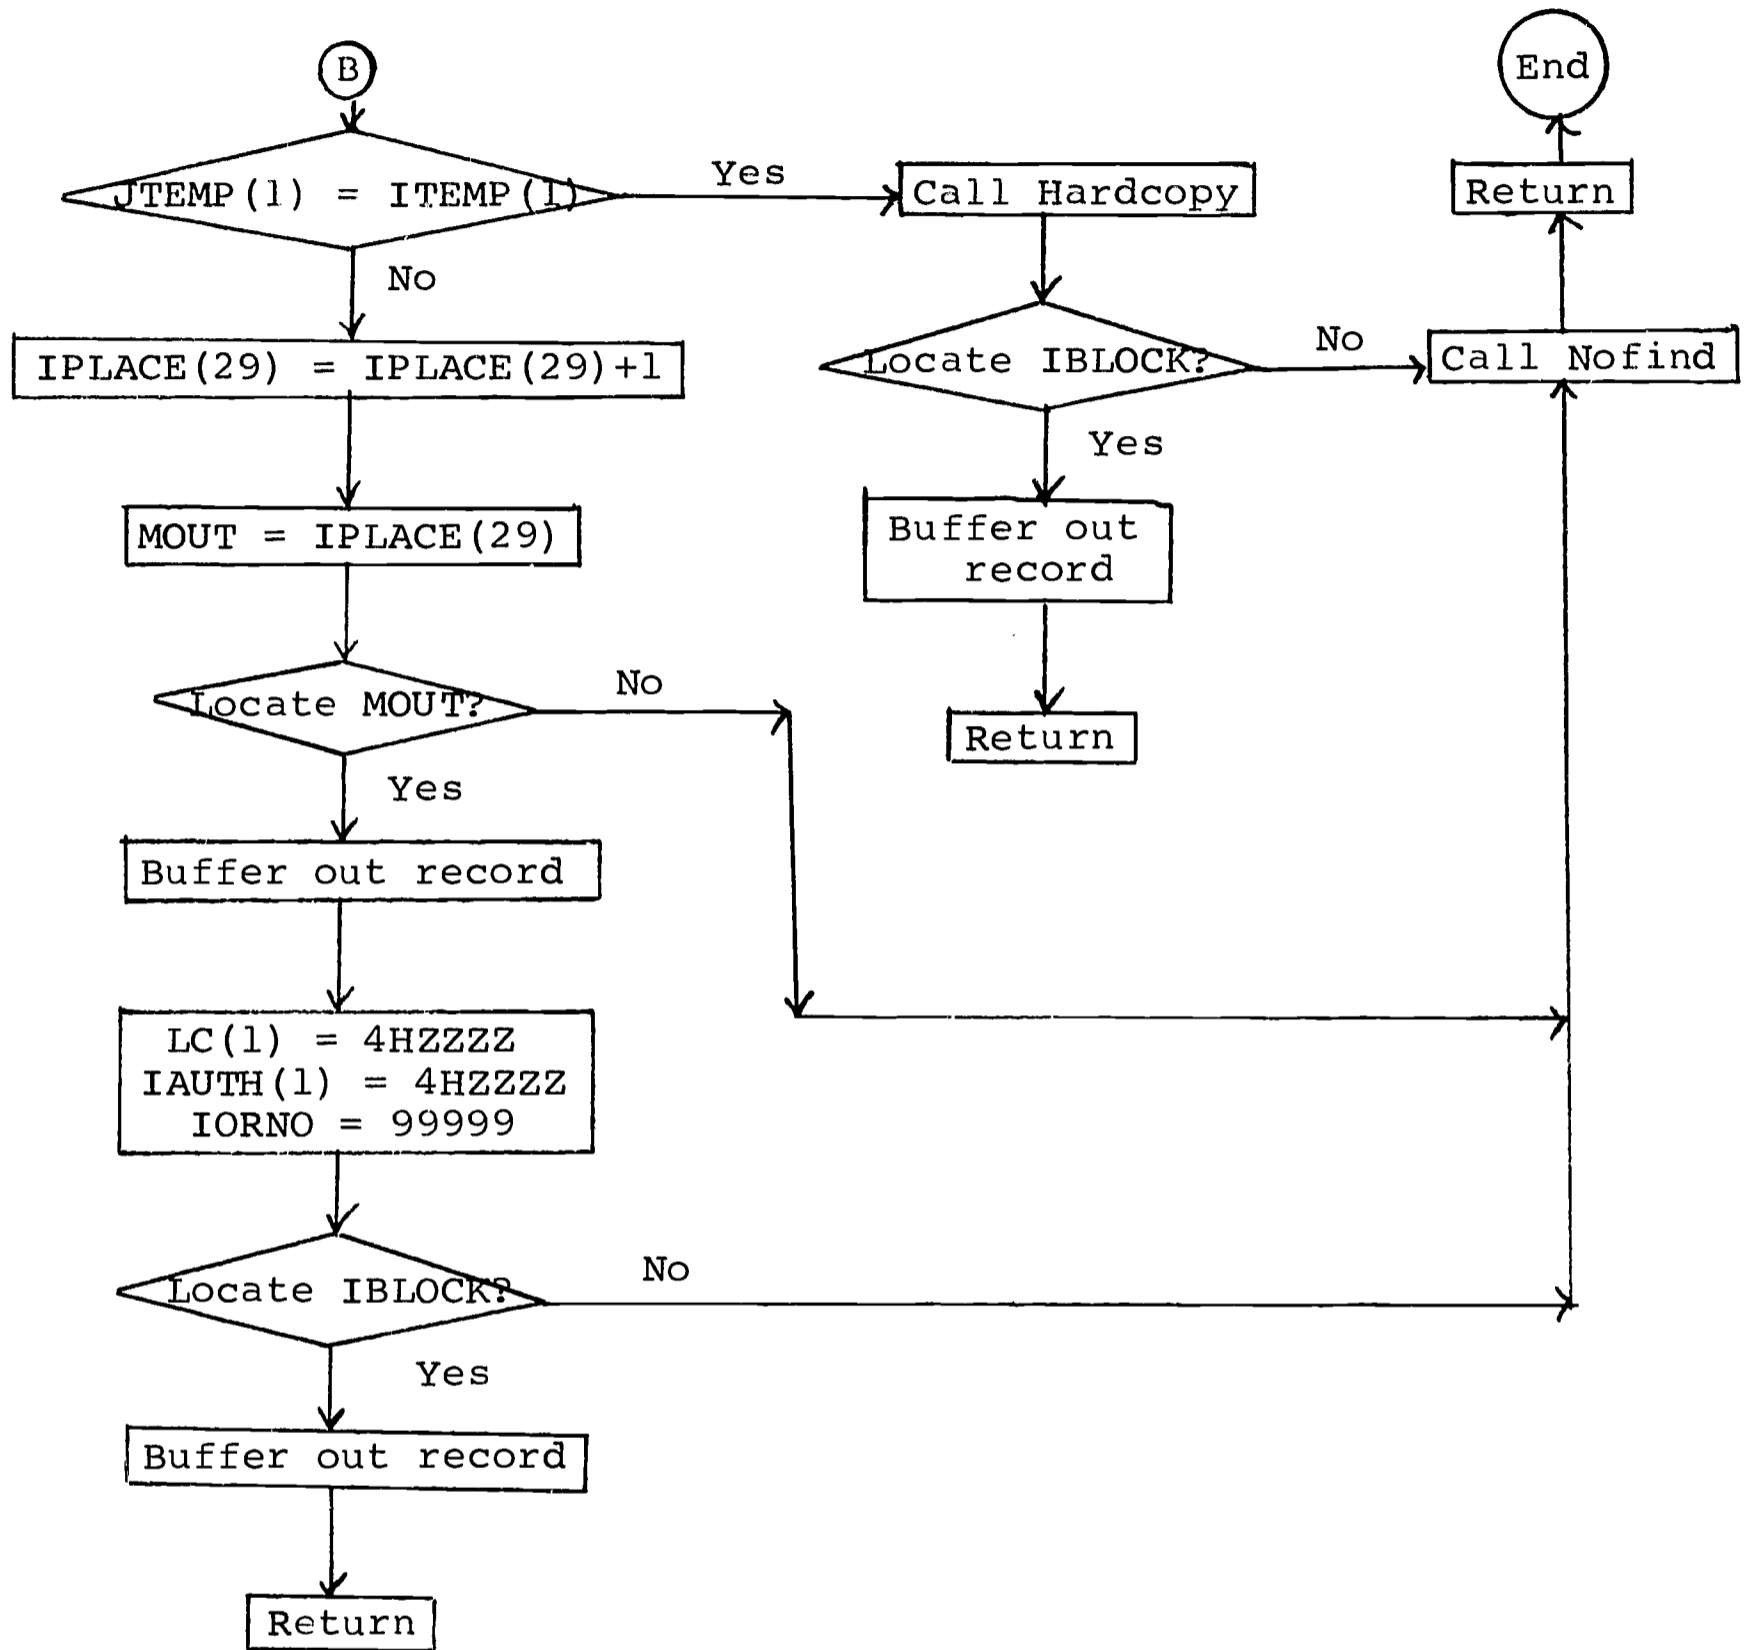 B
End
JTEMP(1) = ITEMP(1)
Yes
Call Hardcopy
Return
No
IPLACE(29) = IPLACE(29)+1
Locate IBLOCK?
No
Call Nofind
Yes
MOUT = IPLACE(29)
Buffer out
record
Locate MOUT?
No
Return
Yes
Buffer out record
LC(1) = 4HZZZZ
IAUTH(1) = 4HZZZZ
IORNO = 99999
Locate IBLOCK?
No
Yes
Buffer out record
Return